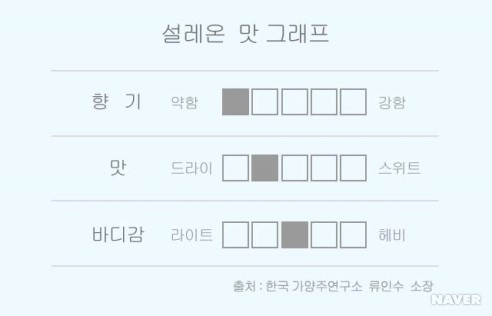 설레온 맛 그래프
향 기 약함 강함
맛 드라이 스위트
바디감 라이트 헤비
출처 : 한국 가양주연구소 류인수 소장
NAVER